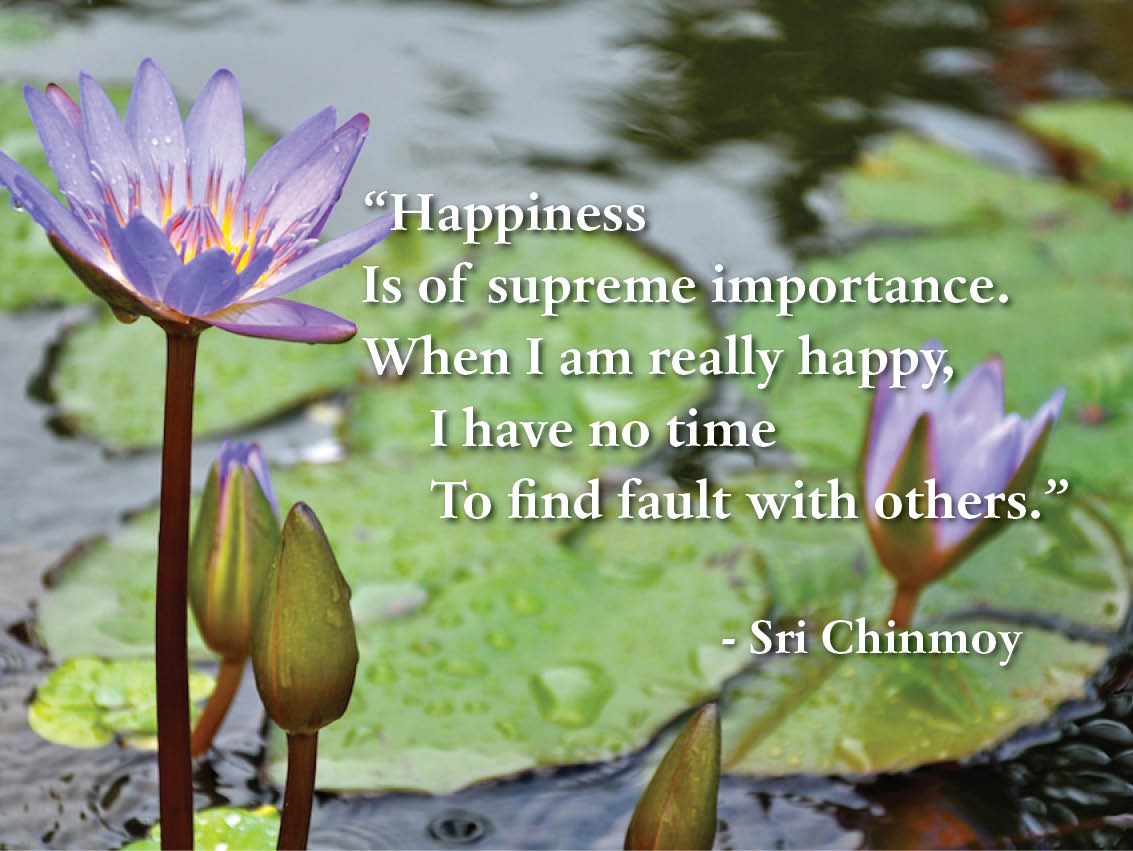 “Happiness
Is of supreme importance.
When I am really happy,
I have no time
To find fault with others.”
- Sri Chinmoy